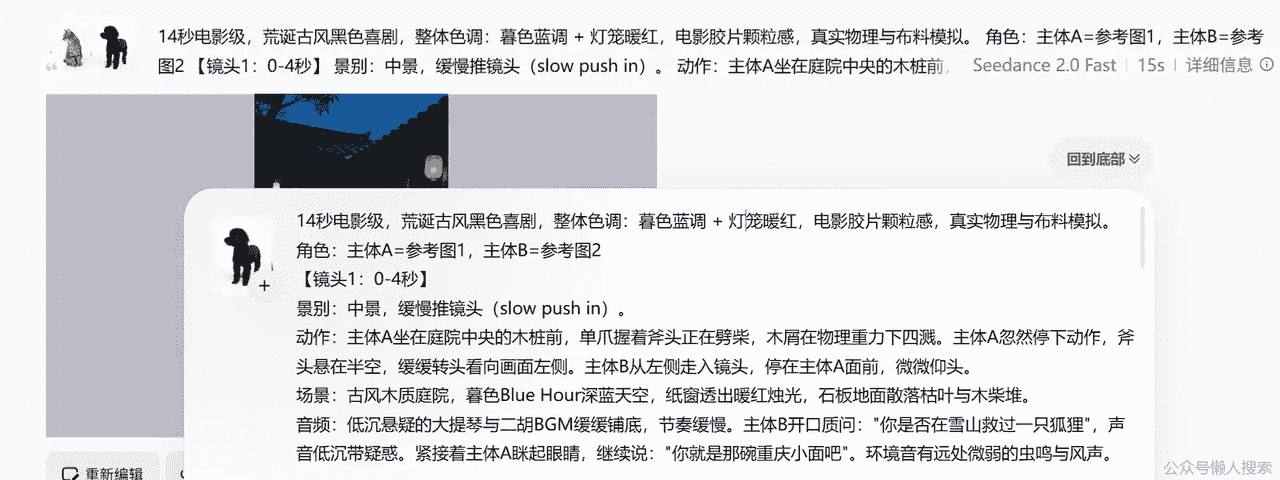 14秒电影级，荒诞古风黑色喜剧，整体色调：暮色蓝调 + 灯笼暖红，电影胶片颗粒感，真实物理与布料模拟。 角色：主体A=参考图1，主体B=参考
图2 【镜头1：0-4秒】 景别：中景，缓慢推镜头（slow push in）。 动作：主体A坐在庭院中央的木桩前， Seedance 2.0 Fast | 15s | 详细信息
回到底部
14秒电影级，荒诞古风黑色喜剧，整体色调：暮色蓝调 + 灯笼暖红，电影胶片颗粒感，真实物理与布料模拟。
角色：主体A=参考图1，主体B=参考图2
【镜头1：0-4秒】
景别：中景，缓慢推镜头（slow push in）。
动作：主体A坐在庭院中央的木桩前，单爪握着斧头正在劈柴，木屑在物理重力下四溅。主体A忽然停下动作，斧
头悬在半空，缓缓转头看向画面左侧。主体B从左侧走入镜头，停在主体A面前，微微仰头。
场景：古风木质庭院，暮色Blue Hour深蓝天空，纸窗透出暖红烛光，石板地面散落枯叶与木柴堆。
音频：低沉悬疑的大提琴与二胡BGM缓缓铺底，节奏缓慢。主体B开口质问："你是否在雪山救过一只狐狸"，声
音低沉带疑惑。紧接着主体A眯起眼睛，继续说："你就是那碗重庆小面吧"。环境音有远处微弱的虫鸣与风声。
重新编辑
公众号懒人搜索